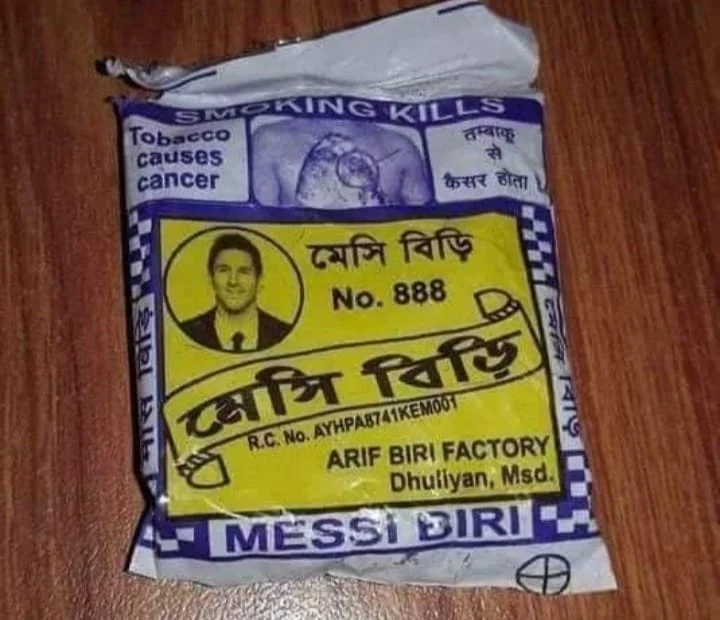 SMOKING KILLS
Tobacco
causes
cancer
तम्बाकू
से
कैसर होता
মেসি বিড়ি
No. 888
মেসি বিড়ি
R.C. No. AYHPA8741KEM001
ARIF BIRI FACTORY
Dhuliyan, Msd.
MESSI BIRI
মেসি বিড়ি